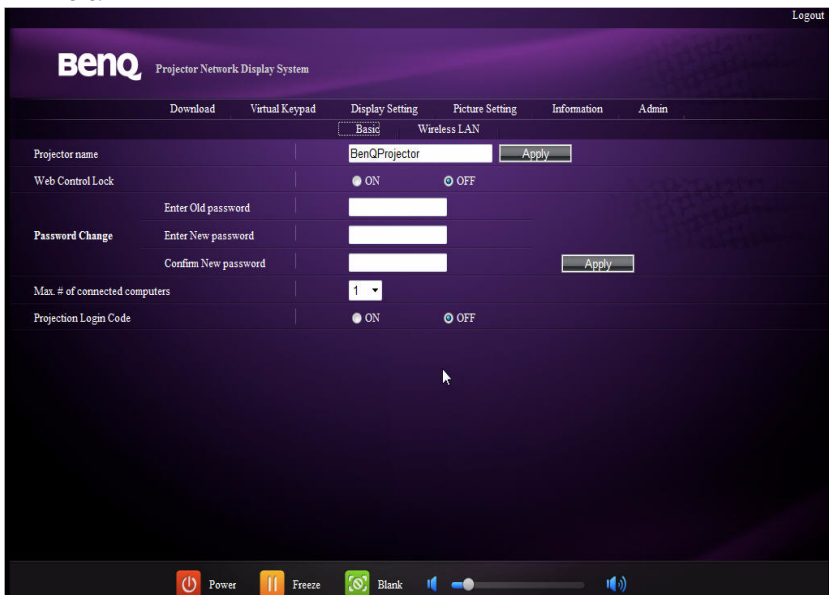 Logout
BenQ Projector Network Display System
Download Virtual Keypad Display Setting Picture Setting Information Admin
Basic Wireless LAN
Projector name BenQProjector Apply
Web Control Lock ON OFF
Enter Old password
Password Change Enter New password
Confirm New password Apply
Max. # of connected computers 1
Projection Login Code ON OFF
Power Freeze Blank